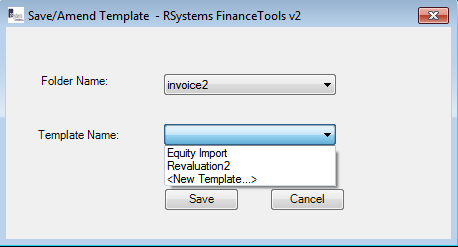 Save/Amend Template - RSystems FinanceTools v2
Folder Name:
invoice2
Template Name:
Equity Import
Revaluation2
<New Template...>
Save
Cancel